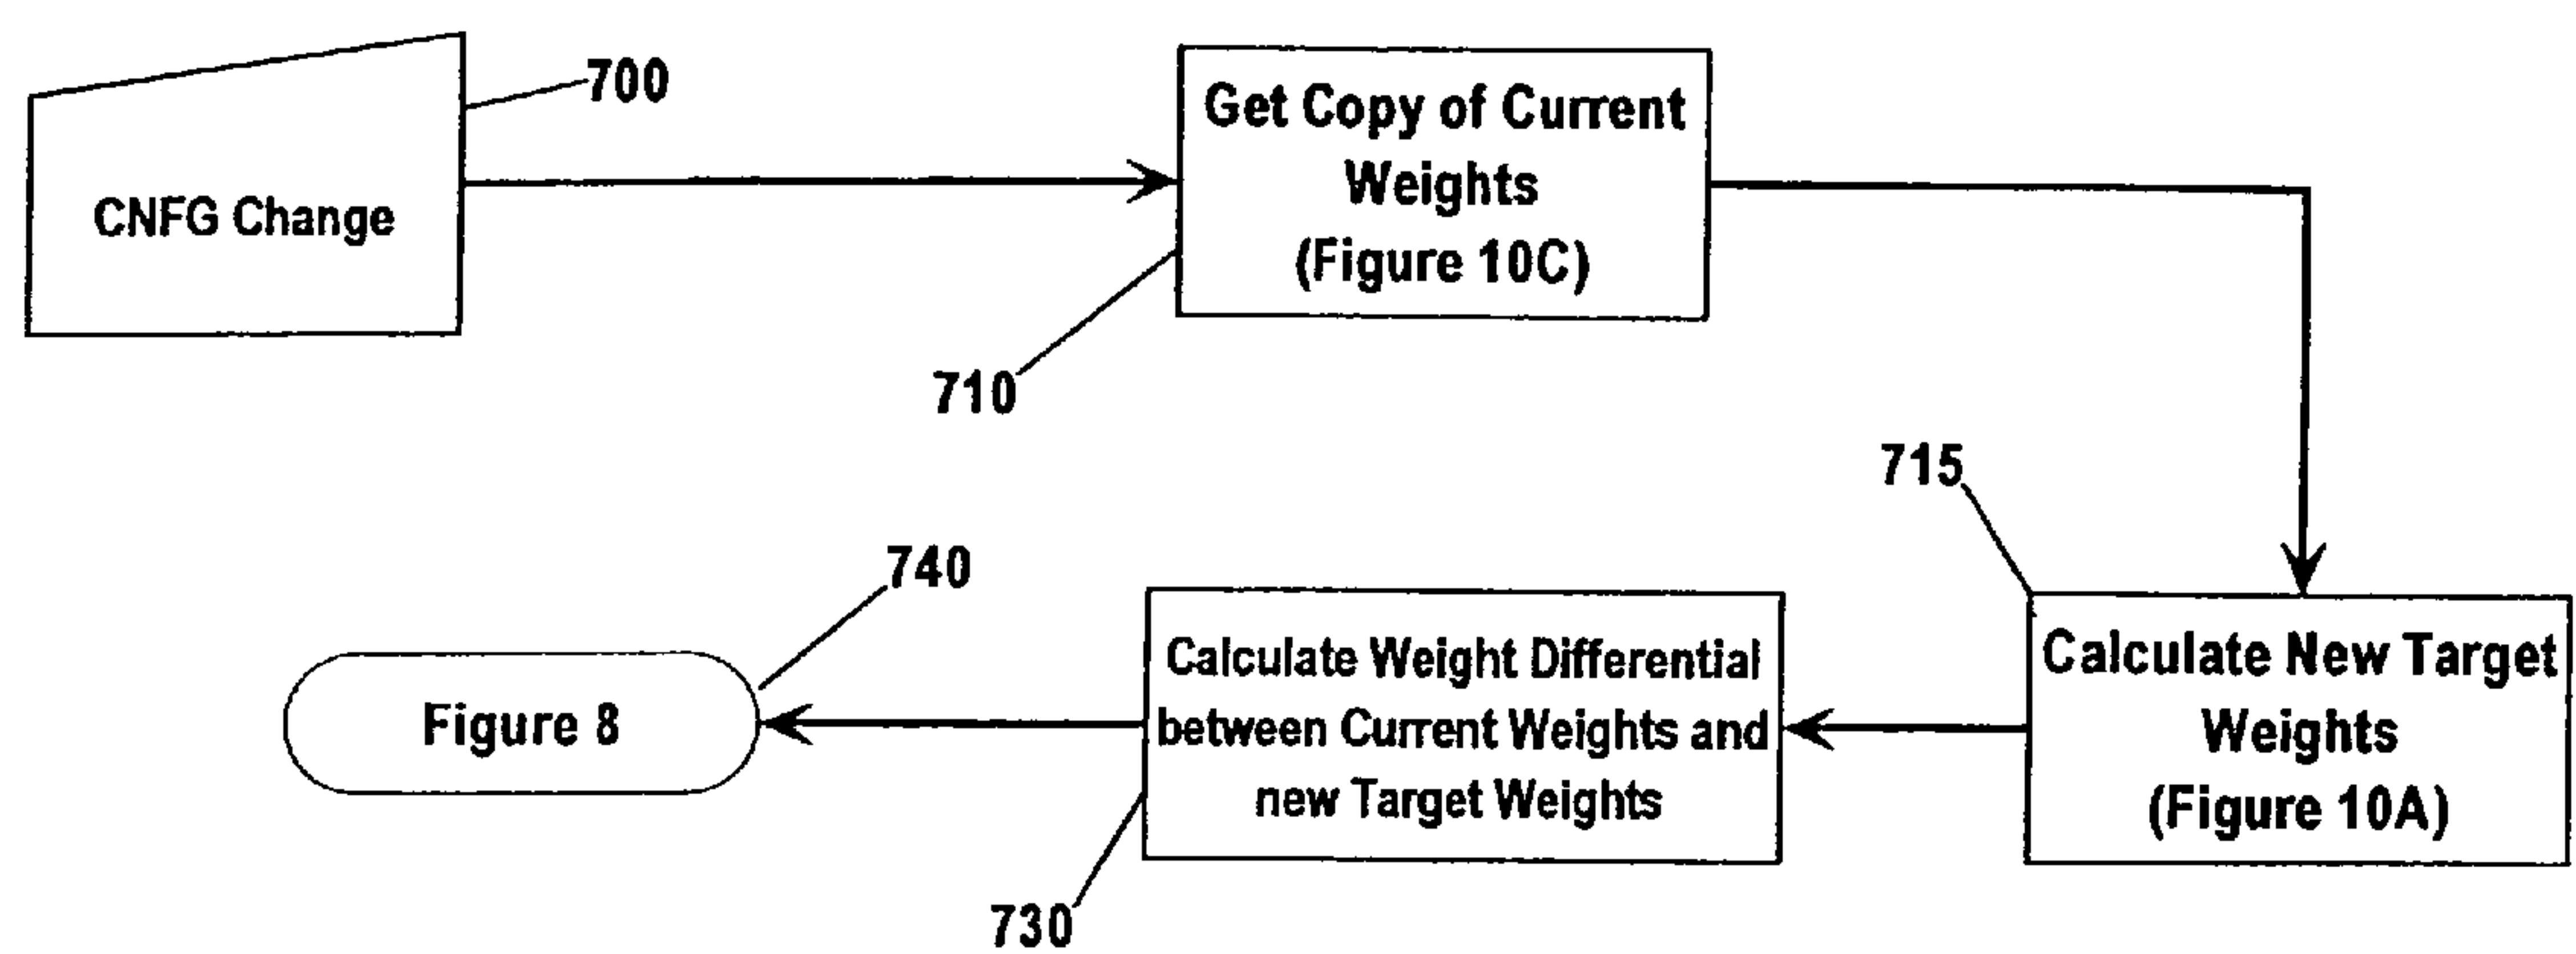 700
CNFG Change
Get Copy of Current
Weights
(Figure 10C)
710
715
Calculate New Target
Weights
(Figure 10A)
Calculate Weight Differential
between Current Weights and
new Target Weights
730
740
Figure 8